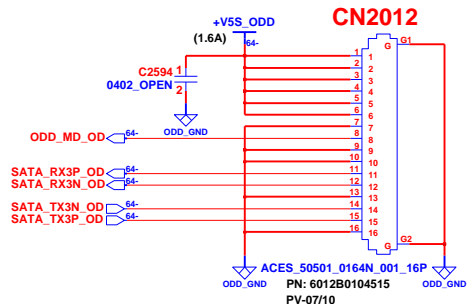 CN2012
+V5S_ODD
(1.6A)
64-
G
G1
C2594
1
0402_OPEN
2
ODD_GND
1 1
2 2
3 3
4 4
5 5
6 6
7 7
ODD_MD_OD 64- 8 8
9 9
10 10
SATA_RX3P_OD 64- 11 11
SATA_RX3N_OD 64- 12 12
13 13
SATA_TX3N_OD 64- 14 14
SATA_TX3P_OD 64- 15 15
16 16
G
G2
ODD_GND
ACES_50501_0164N_001_16P
ODD_GND
PN: 6012B0104515
PV-07/10